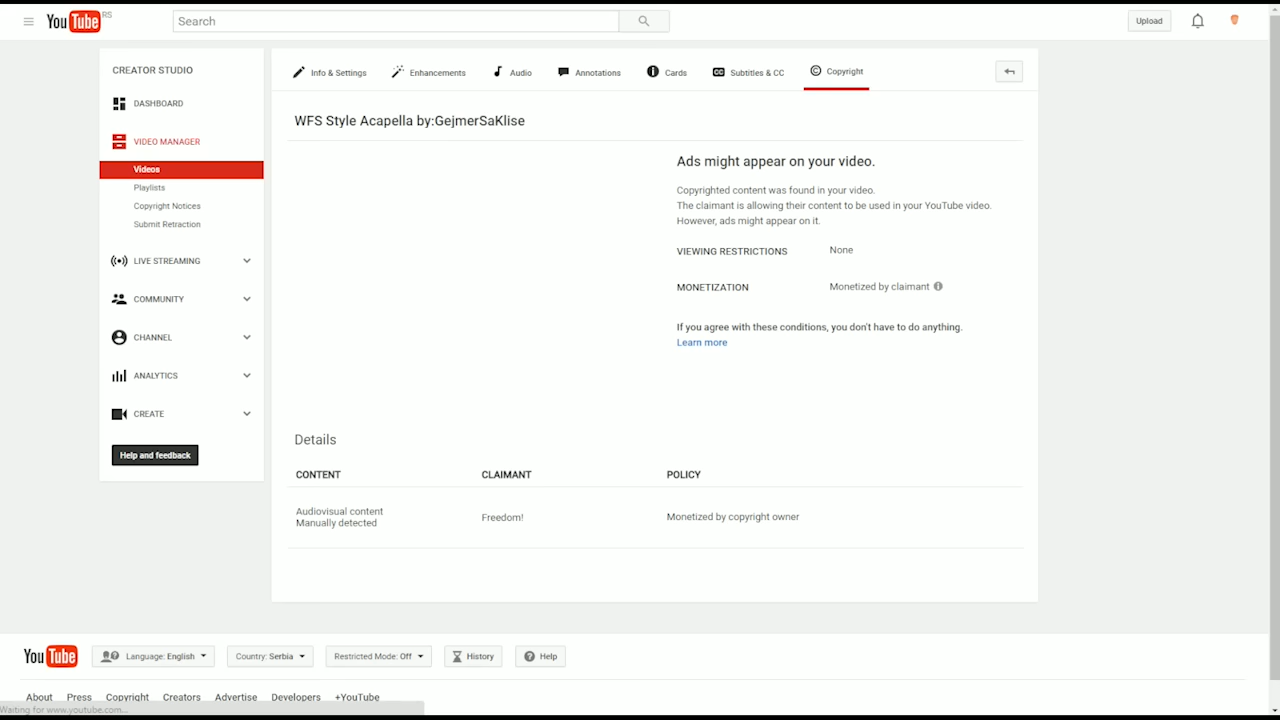 YouTube RS
Search
Upload
CREATOR STUDIO
DASHBOARD
VIDEO MANAGER
Videos
Playlists
Copyright Notices
Submit Retraction
LIVE STREAMING
COMMUNITY
CHANNEL
ANALYTICS
CREATE
Help and feedback
Info & Settings
Enhancements
Audio
Annotations
Cards
CC Subtitles & CC
© Copyright
WFS Style Acapella by:GejmerSaKlise
Ads might appear on your video.
Copyrighted content was found in your video.
The claimant is allowing their content to be used in your YouTube video.
However, ads might appear on it.
VIEWING RESTRICTIONS None
MONETIZATION Monetized by claimant
If you agree with these conditions, you don't have to do anything.
Learn more
Details
CONTENT CLAIMANT POLICY
Audiovisual content
Manually detected
Freedom!
Monetized by copyright owner
YouTube
Language: English
Country: Serbia
Restricted Mode: Off
History
Help
About Press Copyright Creators Advertise Developers +YouTube
Waiting for www.youtube.com...